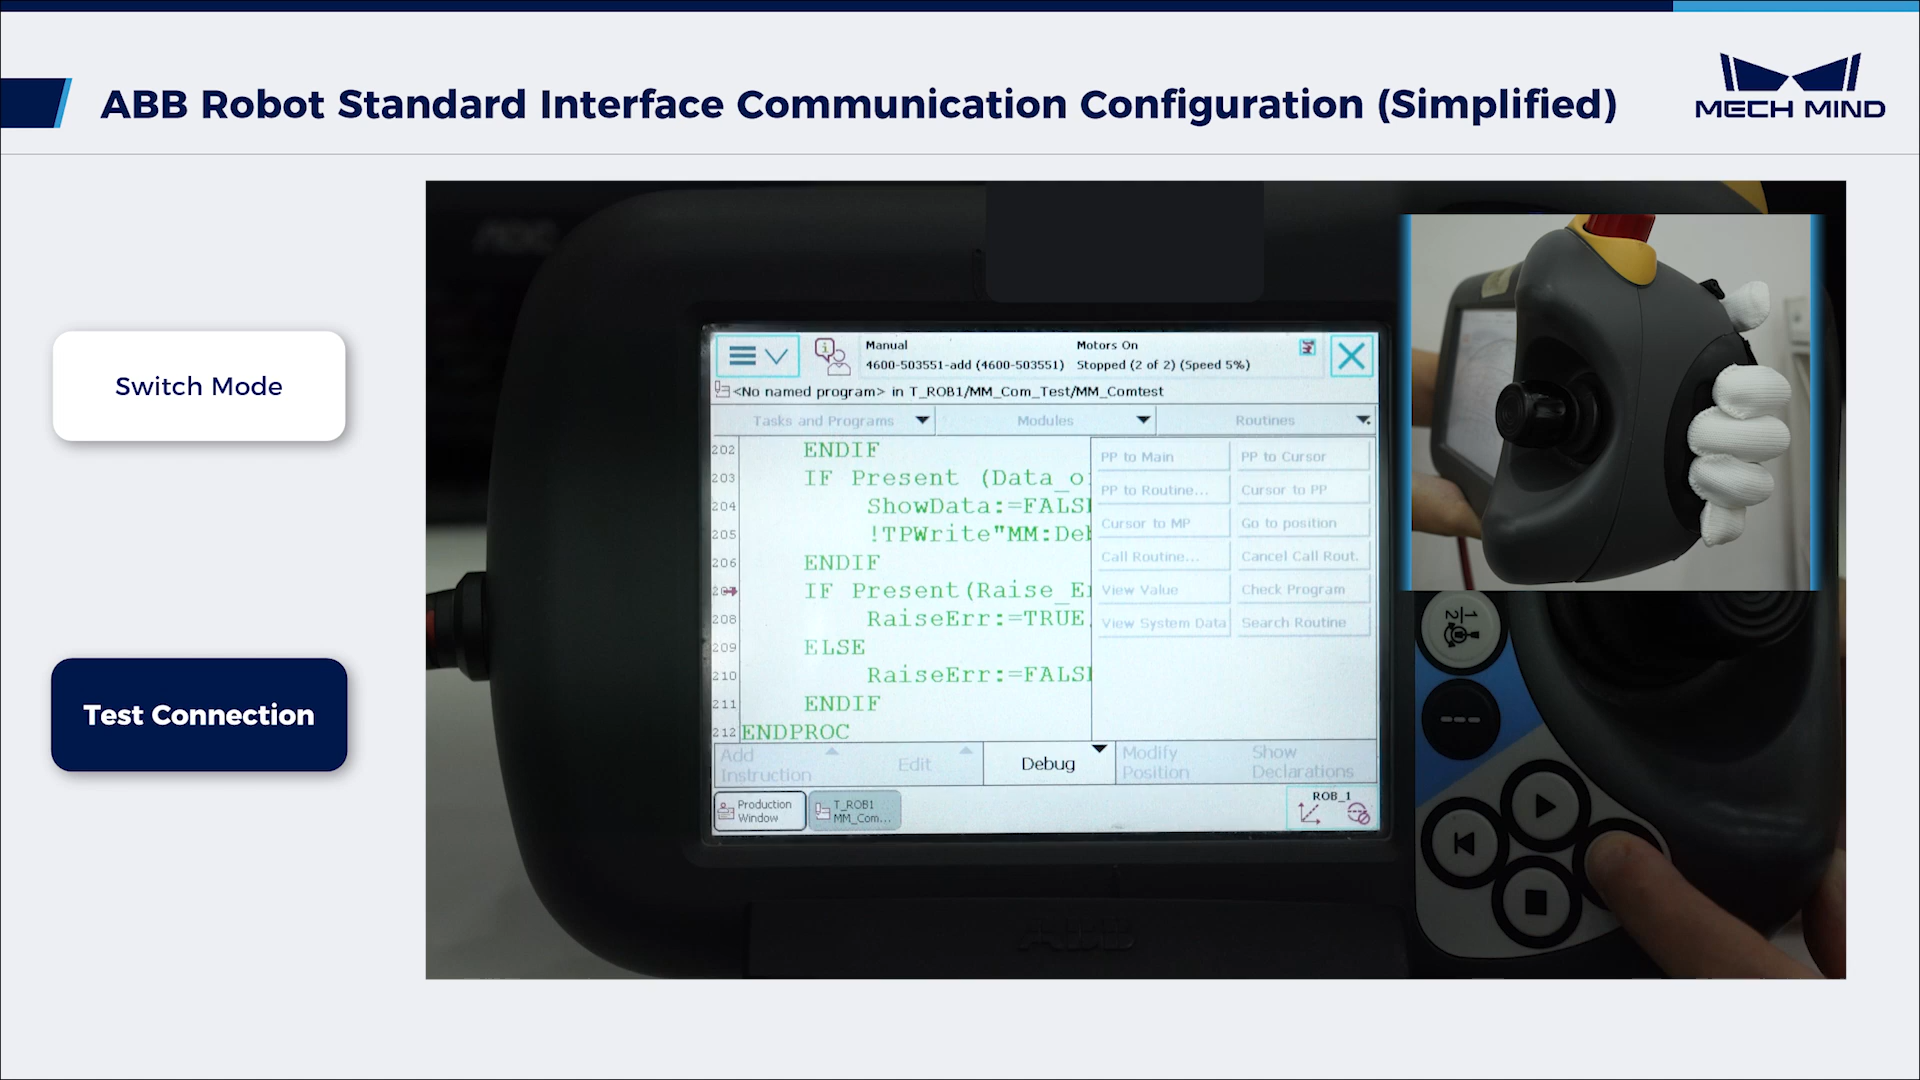 ABB Robot Standard Interface Communication Configuration (Simplified)
MECH MIND
Switch Mode
Test Connection
Manual
4600-503551-add (4600-503551)
Motors On
Stopped (2 of 2) (Speed 5%)
<No named program> in T_ROB1/MM_Com_Test/MM_Comtest
Tasks and Programs
Modules
Routines
202 ENDIF
203 IF Present (Data_o
204 ShowData:=FALS
205 !TPWrite"MM:De
206 ENDIF
IF Present(Raise_E
208 RaiseErr:=TRUE
209 ELSE
210 RaiseErr:=FALS
211 ENDIF
212 ENDPROC
PP to Main
PP to Cursor
PP to Routine...
Cursor to PP
Cursor to MP
Go to position
Call Routine...
Cancel Call Rout.
View Value
Check Program
View System Data
Search Routine
Add
Instruction
Edit
Debug
Modify
Position
Show
Declarations
Production
Window
T_ROB1
MM_Com...
ROB_1
ABB